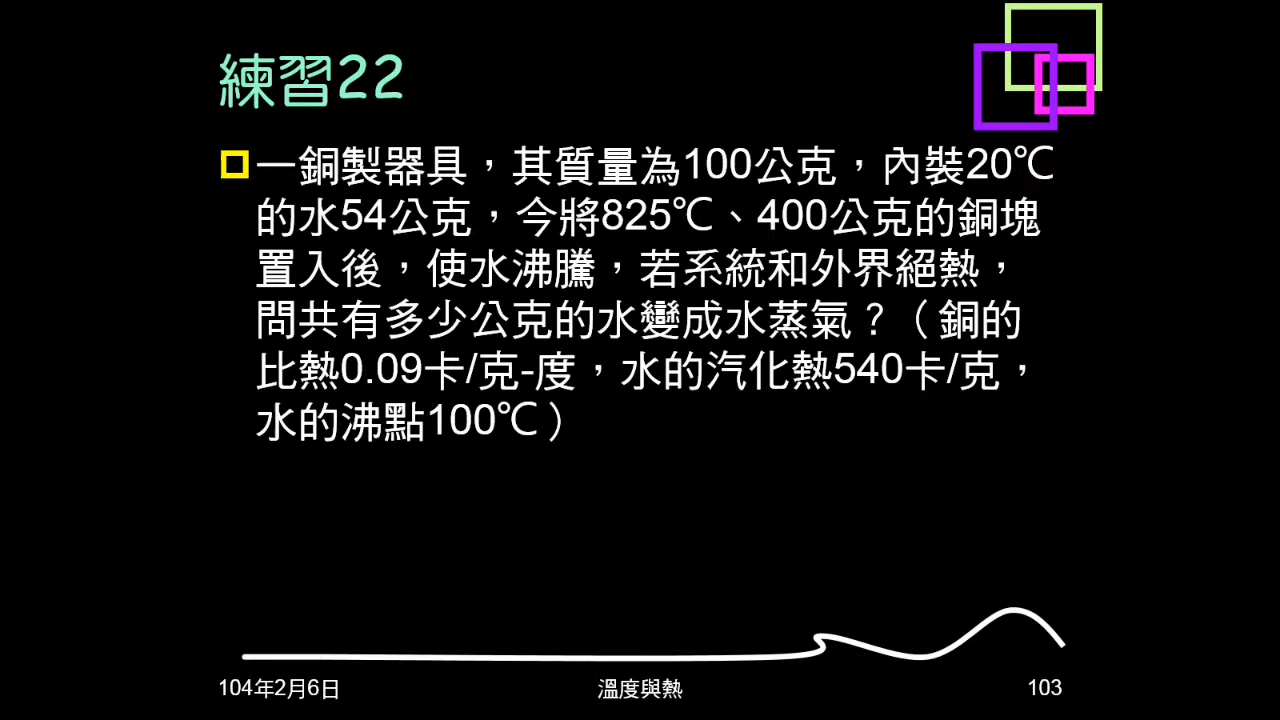 練習22
一銅製器具，其質量為100公克，內裝20℃
的水54公克，今將825℃、400公克的銅塊
置入後，使水沸騰，若系統和外界絕熱，
問共有多少公克的水變成水蒸氣？（銅的
比熱0.09卡/克-度，水的汽化熱540卡/克，
水的沸點100℃）
104年2月6日
溫度與熱
103